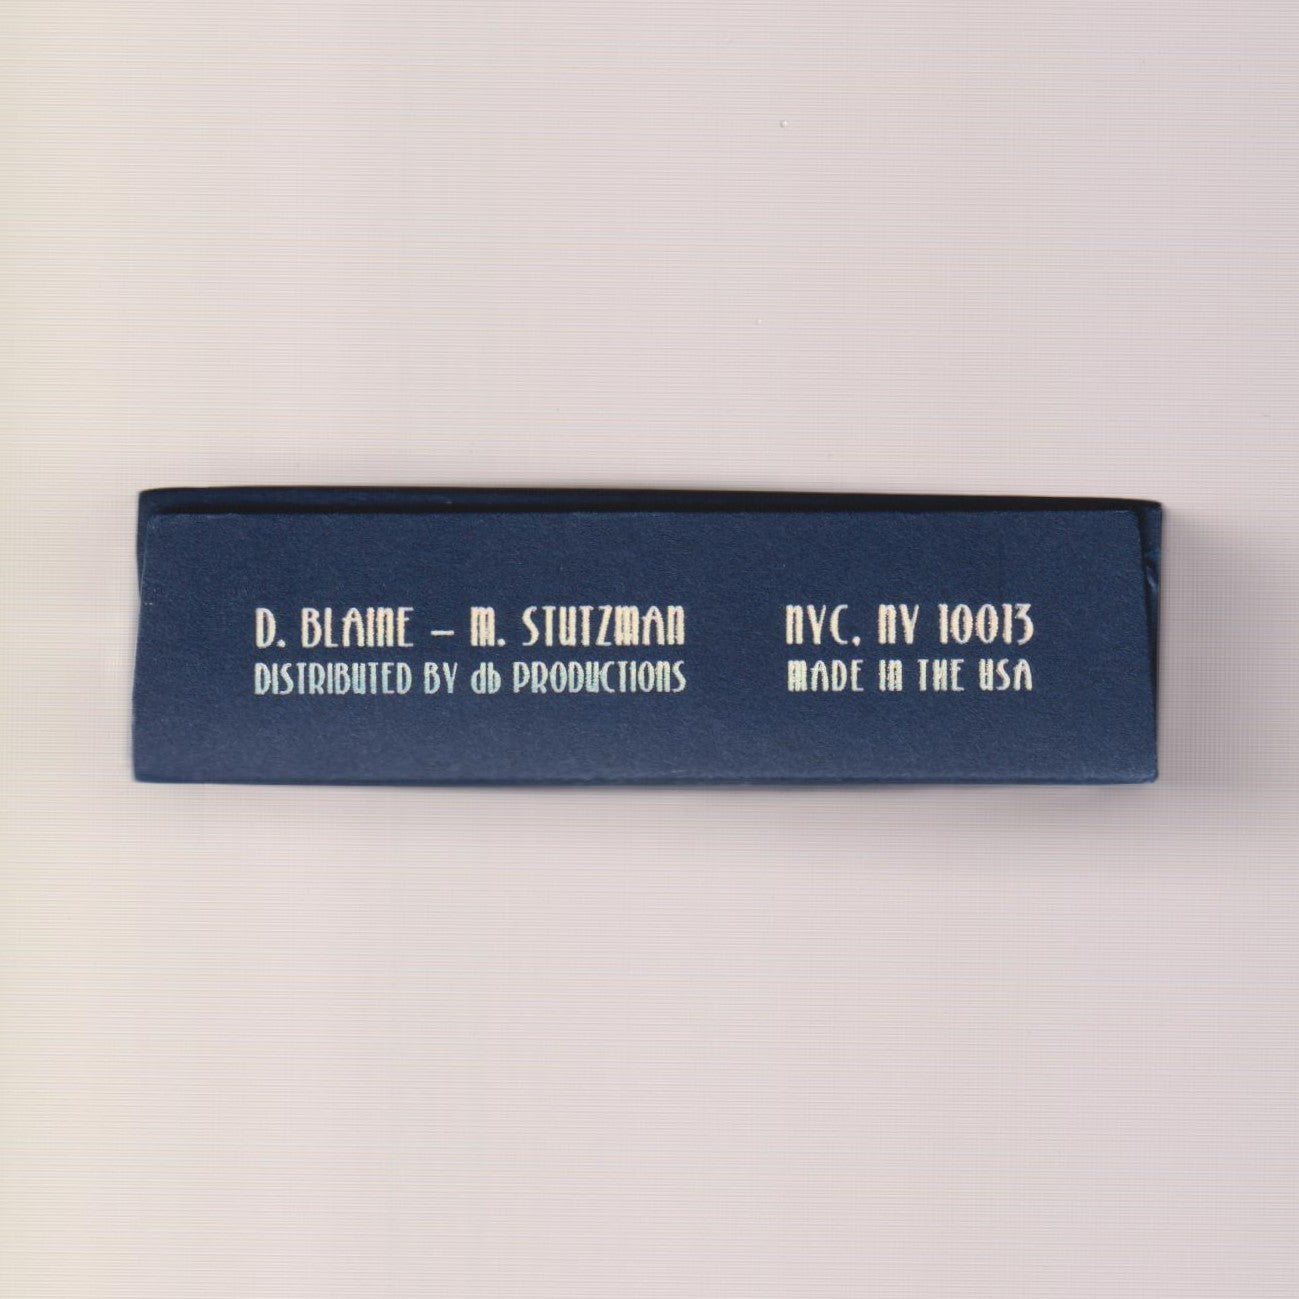 D. BLAINE – M. STUTZMAN
DISTRIBUTED BY db PRODUCTIONS
NYC, NY 10013
MADE IN THE USA